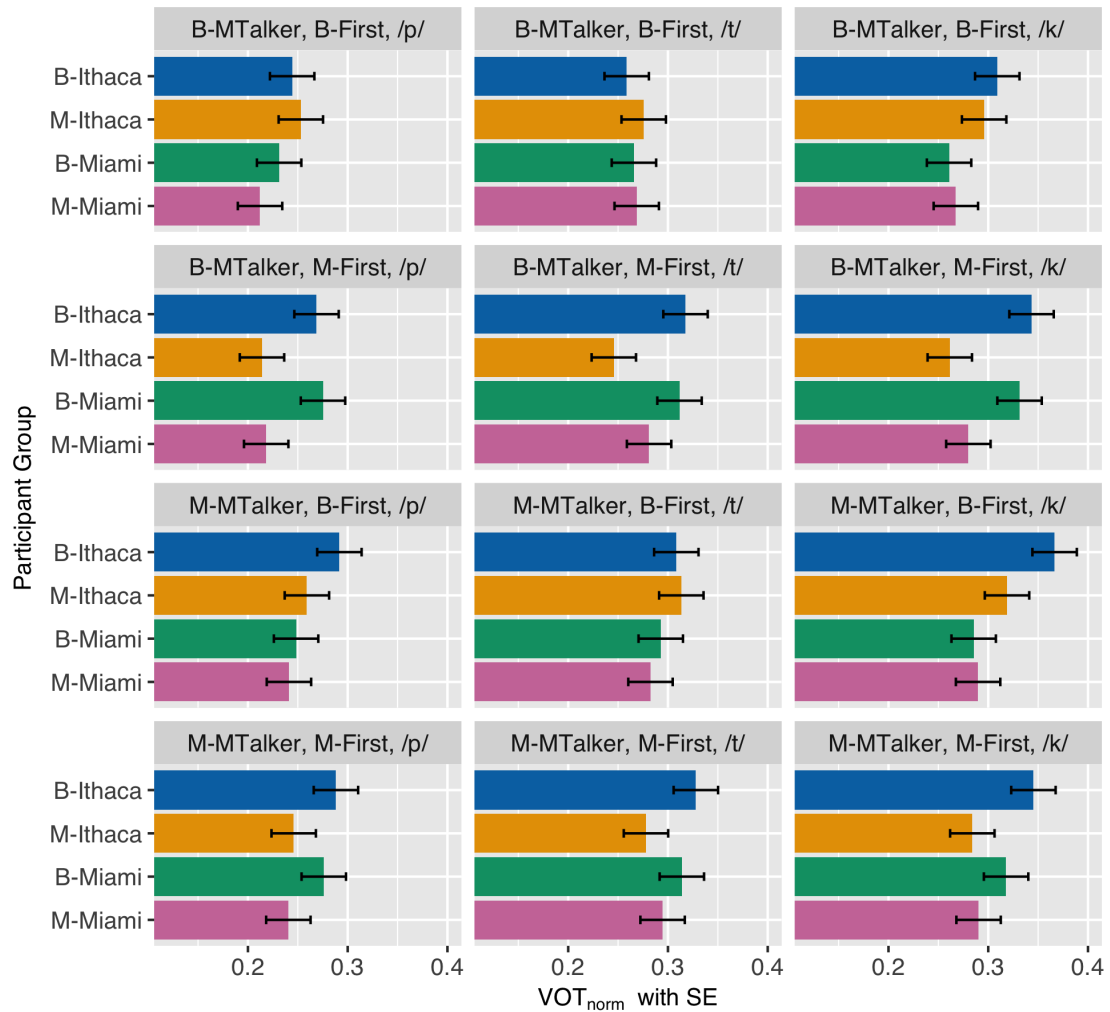 B-MTalker, B-First, /p/
B-MTalker, B-First, /t/
B-MTalker, B-First, /k/
B-Ithaca
M-Ithaca
B-Miami
M-Miami
B-MTalker, M-First, /p/
B-MTalker, M-First, /t/
B-MTalker, M-First, /k/
B-Ithaca
M-Ithaca
B-Miami
M-Miami
Participant Group
M-MTalker, B-First, /p/
M-MTalker, B-First, /t/
M-MTalker, B-First, /k/
B-Ithaca
M-Ithaca
B-Miami
M-Miami
M-MTalker, M-First, /p/
M-MTalker, M-First, /t/
M-MTalker, M-First, /k/
B-Ithaca
M-Ithaca
B-Miami
M-Miami
0.2 0.3 0.4 0.2 0.3 0.4 0.2 0.3 0.4
VOTnorm with SE